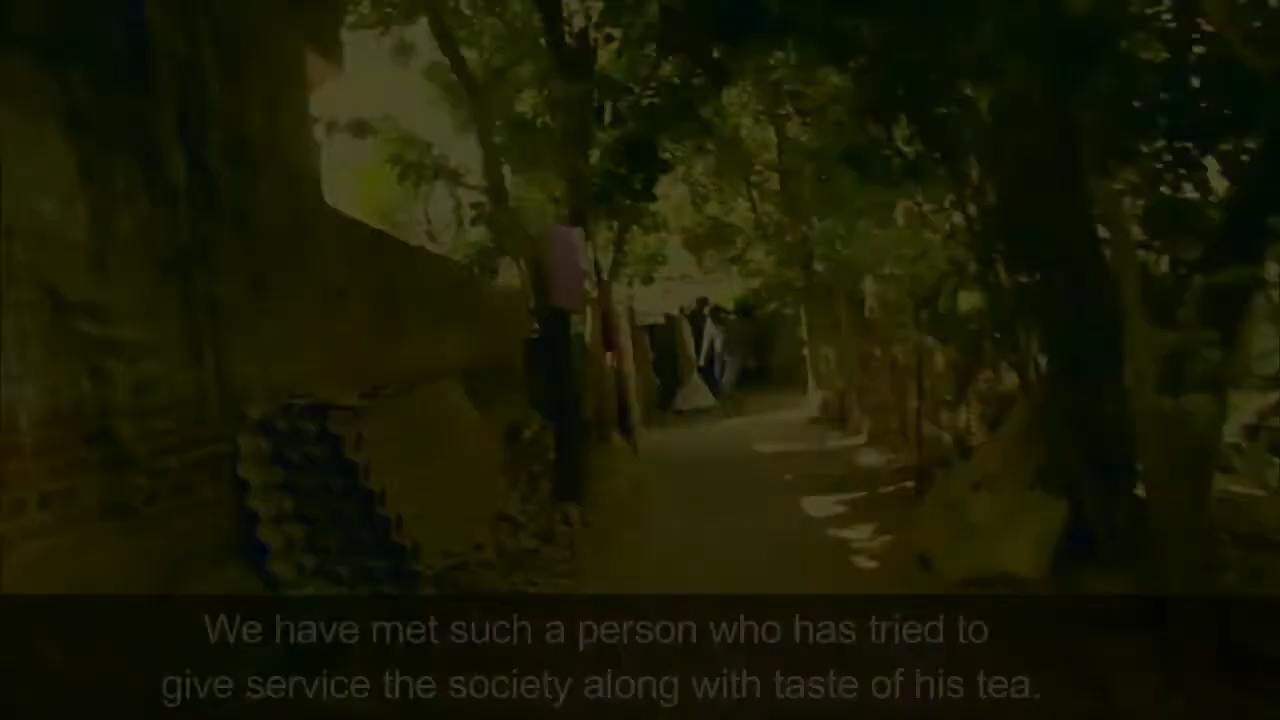 We have met such a person who has tried to
give service the society along with taste of his tea.